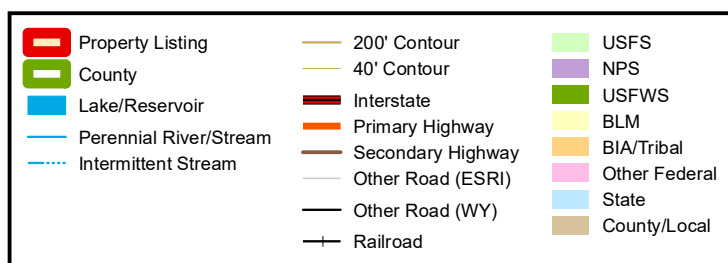 Property Listing
County
Lake/Reservoir
Perennial River/Stream
Intermittent Stream
200' Contour
40' Contour
Interstate
Primary Highway
Secondary Highway
Other Road (ESRI)
Other Road (WY)
Railroad
USFS
NPS
USFWS
BLM
BIA/Tribal
Other Federal
State
County/Local